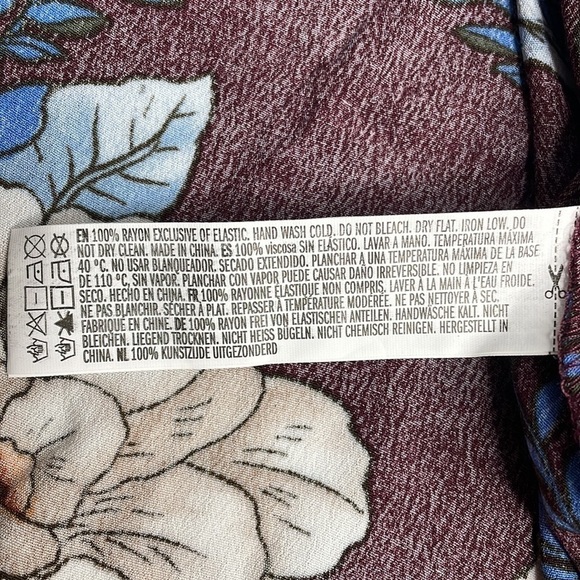 EN 100% RAYON EXCLUSIVE OF ELASTIC. HAND WASH COLD. DO NOT BLEACH. DRY FLAT. IRON LOW. DO
NOT DRY CLEAN. MADE IN CHINA. ES 100% viscosa SIN ELÁSTICO. LAVAR A MANO. TEMPERATURA MÁXIMA
40 °C. NO USAR BLANQUEADOR. SECADO EXTENDIDO. PLANCHAR A UNA TEMPERATURA MÁXIMA DE LA BASE
DE 110 °C, SIN VAPOR. PLANCHAR CON VAPOR PUEDE CAUSAR DAÑO IRREVERSIBLE. NO LIMPIEZA EN
SECO. HECHO EN CHINA. FR 100% RAYONNE ELASTIQUE NON COMPRIS. LAVER À LA MAIN À L'EAU FROIDE.
NE PAS BLANCHIR. SÉCHER À PLAT. REPASSER À TEMPÉRATURE MODÉRÉE. NE PAS NETTOYER À SEC.
FABRIQUÉ EN CHINE. DE 100% RAYON FREI VON ELASTISCHEN ANTEILEN. HANDWÄSCHE KALT. NICHT
BLEICHEN. LIEGEND TROCKNEN. NICHT HEISS BÜGELN. NICHT CHEMISCH REINIGEN. HERGESTELLT IN
CHINA. NL 100% KUNSTZIJDE UITGEZONDERD